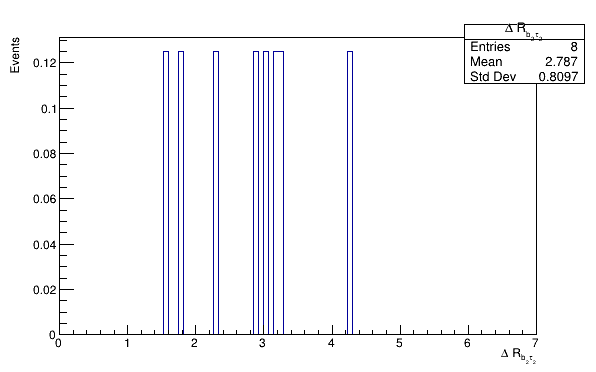 Δ R_b₂τ₂
Entries 8
Mean 2.787
Std Dev 0.8097
Events
0.12
0.1
0.08
0.06
0.04
0.02
0
0 1 2 3 4 5 6 7
Δ R_b₂τ₂